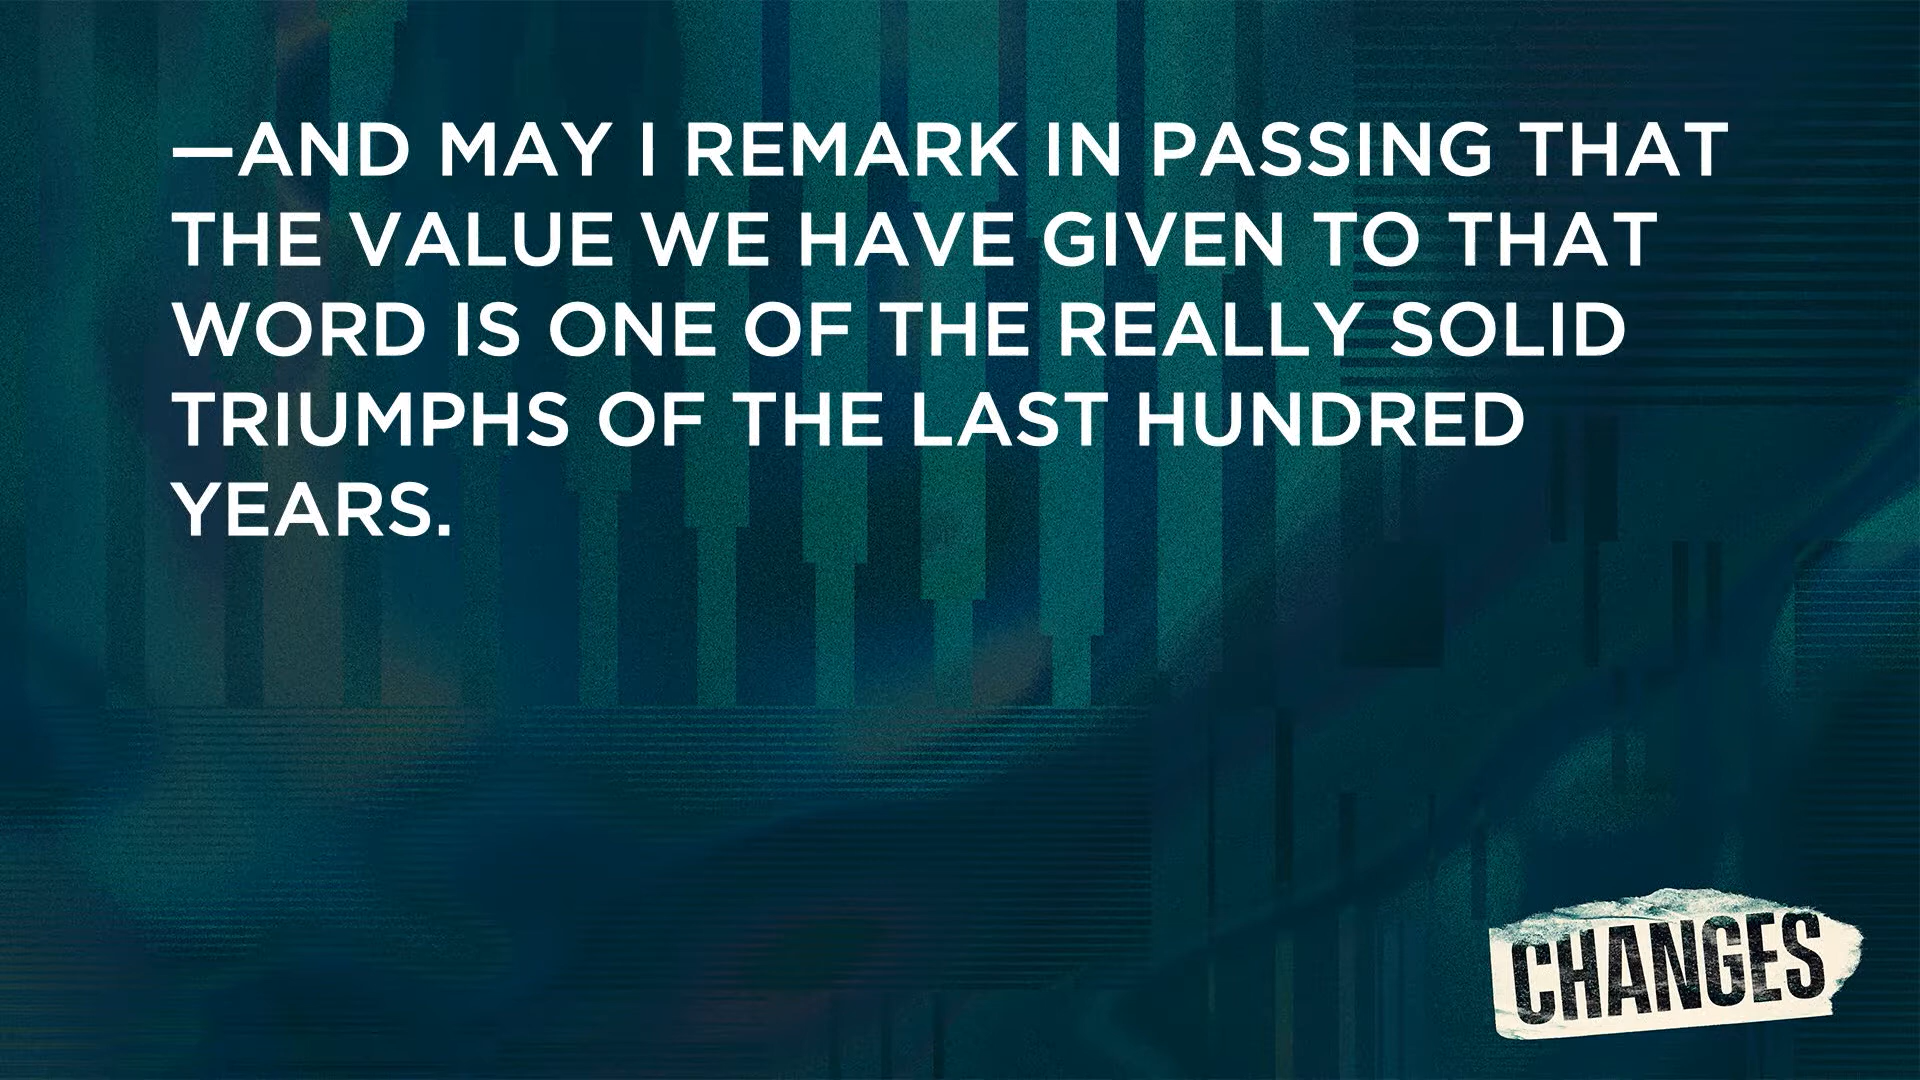 —AND MAY I REMARK IN PASSING THAT
THE VALUE WE HAVE GIVEN TO THAT
WORD IS ONE OF THE REALLY SOLID
TRIUMPHS OF THE LAST HUNDRED
YEARS.
CHANGES